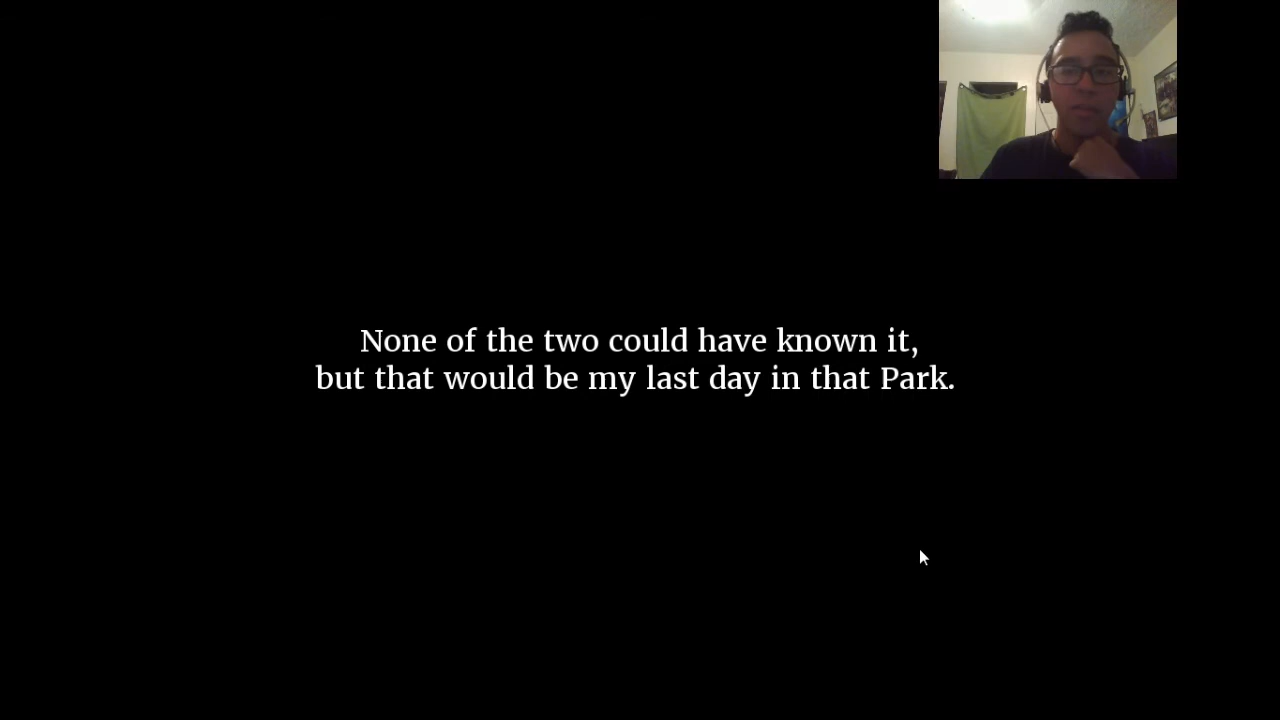 None of the two could have known it,
but that would be my last day in that Park.